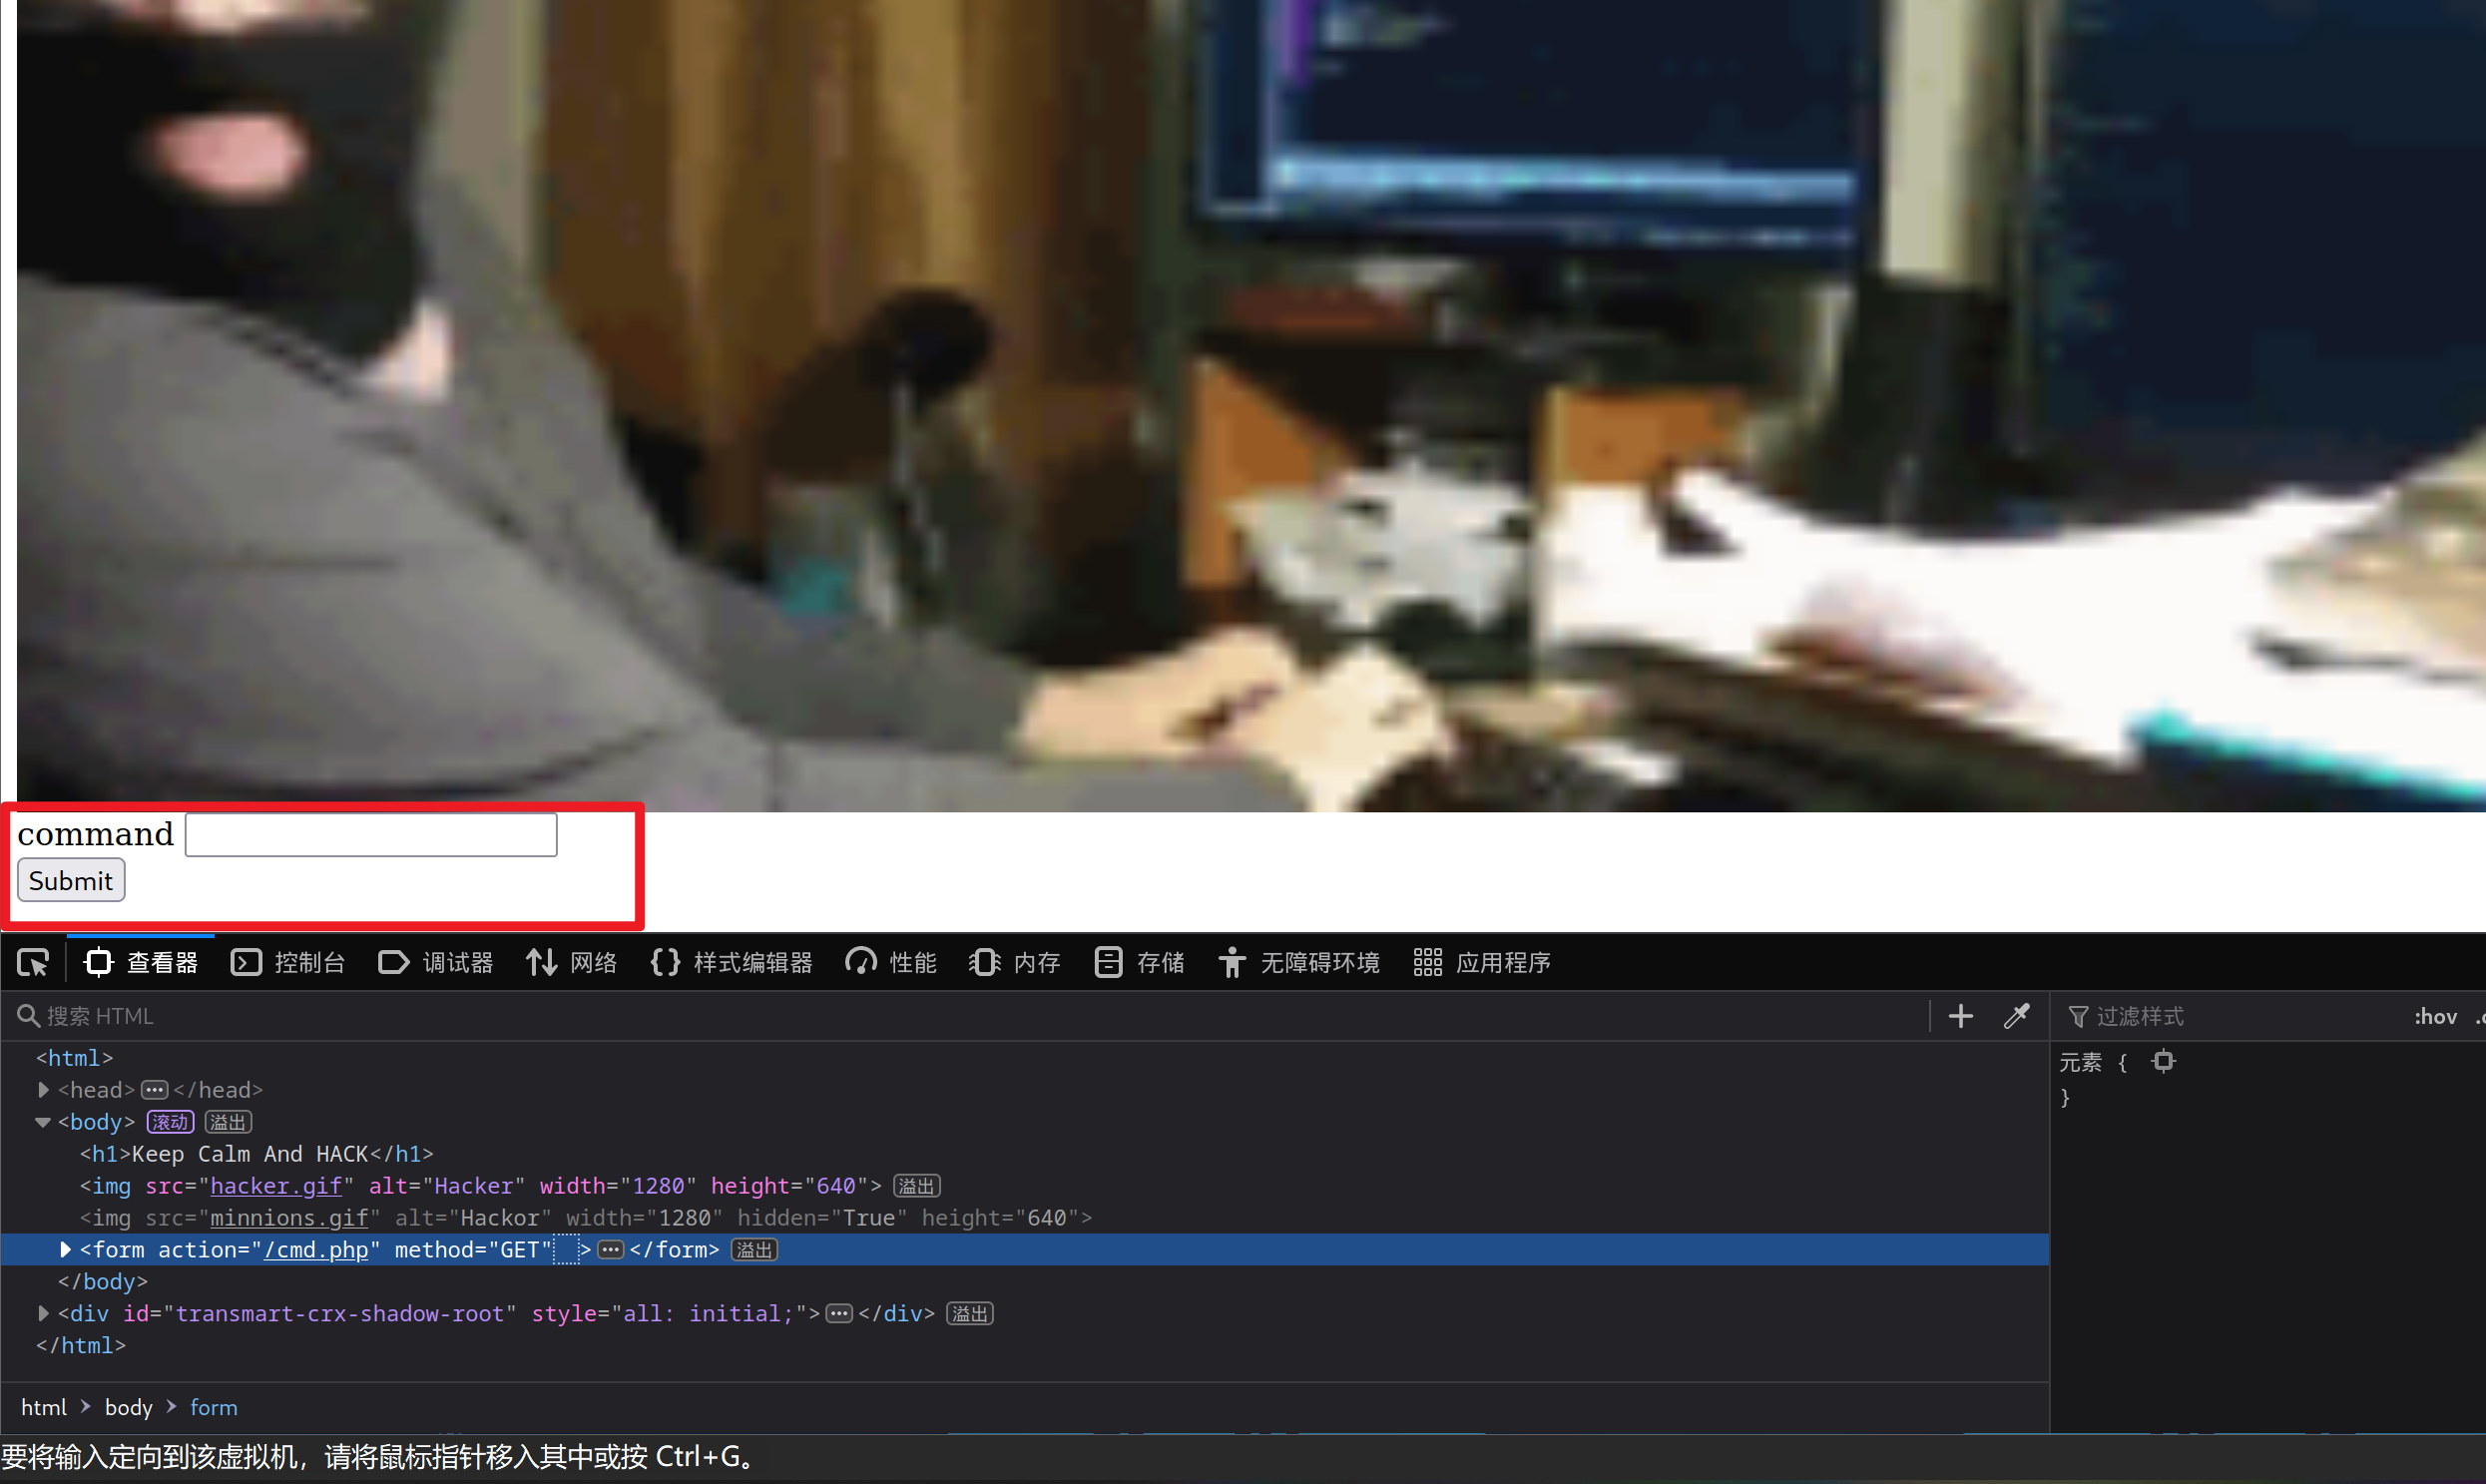 command
Submit
查看器 控制台 调试器 网络 样式编辑器 性能 内存 存储 无障碍环境 应用程序
搜索 HTML
过滤样式 :hov
<html>
<head> </head>
<body> 滚动 溢出
<h1>Keep Calm And HACK</h1>
<img src="hacker.gif" alt="Hacker" width="1280" height="640"> 溢出
<img src="minnions.gif" alt="Hackor" width="1280" hidden="True" height="640">
<form action="/cmd.php" method="GET" > </form> 溢出
</body>
<div id="transmart-crx-shadow-root" style="all: initial;"> </div> 溢出
</html>
元素 {
}
html > body > form
要将输入定向到该虚拟机，请将鼠标指针移入其中或按 Ctrl+G。